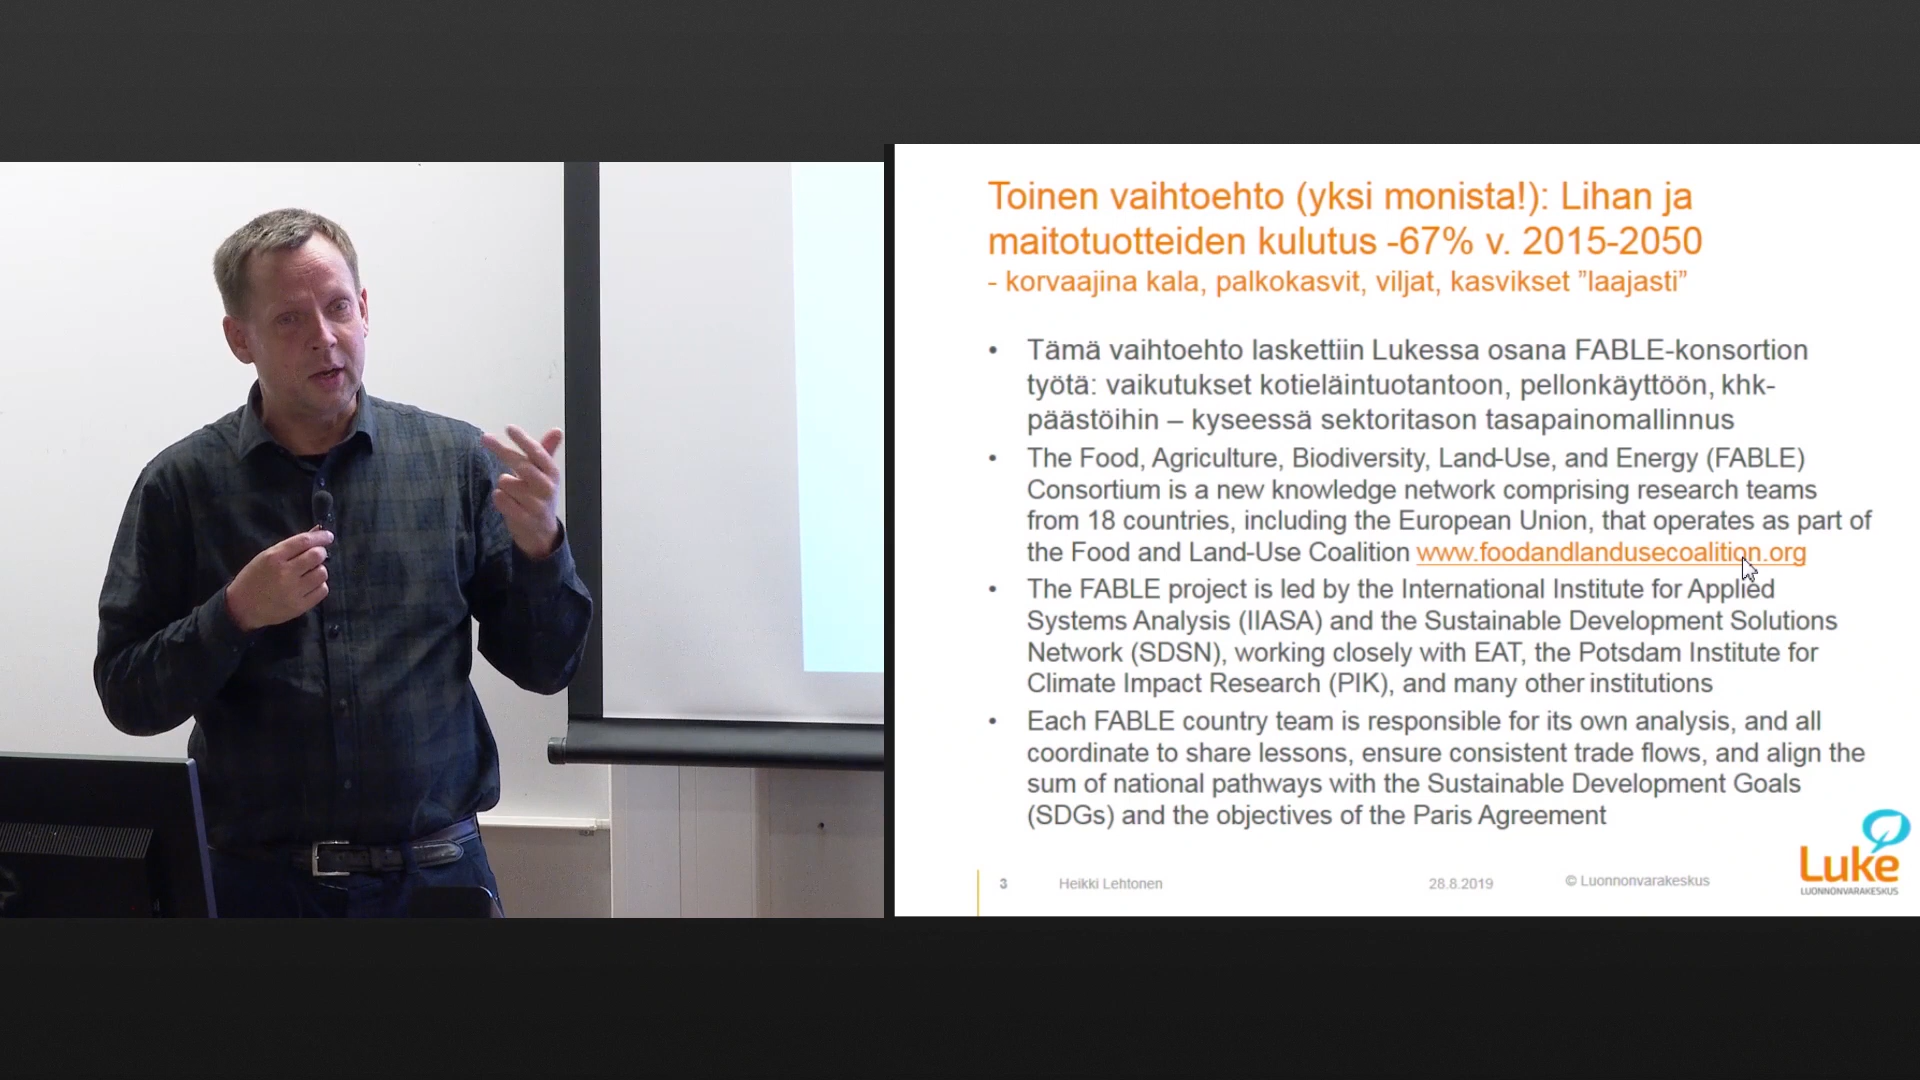 Toinen vaihtoehto (yksi monista!): Lihan ja
maitotuotteiden kulutus -67% v. 2015-2050
- korvaajina kala, palkokasvit, viljat, kasvikset ”laajasti”
• Tämä vaihtoehto laskettiin Lukessa osana FABLE-konsortion
työtä: vaikutukset kotieläintuotantoon, pellonkäyttöön, khk-
päästöihin – kyseessä sektoritason tasapainomallinnus
• The Food, Agriculture, Biodiversity, Land-Use, and Energy (FABLE)
Consortium is a new knowledge network comprising research teams
from 18 countries, including the European Union, that operates as part of
the Food and Land-Use Coalition www.foodandlandusecoalition.org
• The FABLE project is led by the International Institute for Applied
Systems Analysis (IIASA) and the Sustainable Development Solutions
Network (SDSN), working closely with EAT, the Potsdam Institute for
Climate Impact Research (PIK), and many other institutions
• Each FABLE country team is responsible for its own analysis, and all
coordinate to share lessons, ensure consistent trade flows, and align the
sum of national pathways with the Sustainable Development Goals
(SDGs) and the objectives of the Paris Agreement
3 Heikki Lehtonen 28.8.2019 © Luonnonvarakeskus
Luke
LUONNONVARAKESKUS